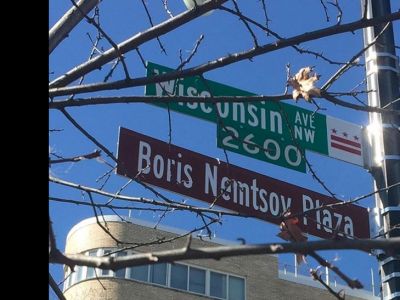 Wisconsin AVE NW
2600
Boris Nemtsov Plaza